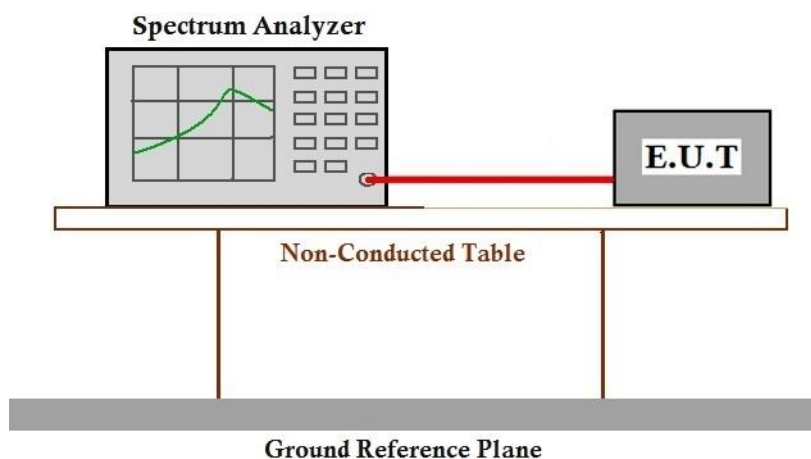 Spectrum Analyzer
E.U.T
Non-Conducted Table
Ground Reference Plane